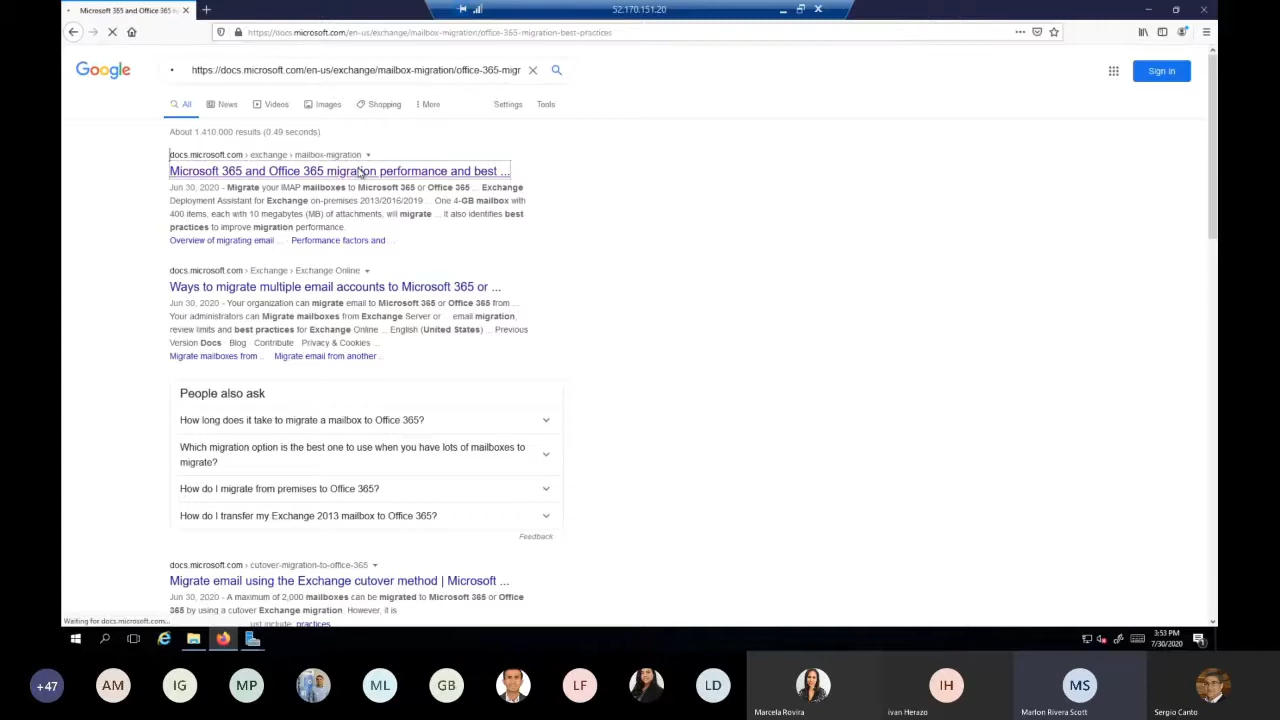 Microsoft 365 and Office 365 m
52.170.151.20
https://docs.microsoft.com/en-us/exchange/mailbox-migration/office-365-migration-best-practices
Google
https://docs.microsoft.com/en-us/exchange/mailbox-migration/office-365-migr
Sign in
All News Videos Images Shopping More Settings Tools
About 1.410.000 results (0.49 seconds)
docs.microsoft.com › exchange › mailbox-migration
Microsoft 365 and Office 365 migration performance and best ...
Jun 30, 2020 - Migrate your IMAP mailboxes to Microsoft 365 or Office 365 ... Exchange
Deployment Assistant for Exchange on-premises 2013/2016/2019 ... One 4-GB mailbox with
400 items, each with 10 megabytes (MB) of attachments, will migrate ... It also identifies best
practices to improve migration performance.
Overview of migrating email ... · Performance factors and ...
docs.microsoft.com › Exchange › Exchange Online
Ways to migrate multiple email accounts to Microsoft 365 or ...
Jun 30, 2020 - Your organization can migrate email to Microsoft 365 or Office 365 from ...
Your administrators can Migrate mailboxes from Exchange Server or ... email migration,
review limits and best practices for Exchange Online ... English (United States) ... Previous
Version Docs · Blog · Contribute · Privacy & Cookies ...
Migrate mailboxes from ... · Migrate email from another ...
People also ask
How long does it take to migrate a mailbox to Office 365?
Which migration option is the best one to use when you have lots of mailboxes to
migrate?
How do I migrate from premises to Office 365?
How do I transfer my Exchange 2013 mailbox to Office 365?
Feedback
docs.microsoft.com › cutover-migration-to-office-365
Migrate email using the Exchange cutover method | Microsoft ...
Jun 30, 2020 - A maximum of 2,000 mailboxes can be migrated to Microsoft 365 or Office
365 by using a cutover Exchange migration. However, it is
ust include: practices
Waiting for docs.microsoft.com...
3:53 PM
7/30/2020
1
+47 AM IG MP ML GB LF LD IH MS
Marcela Rovira ivan Herazo Marlon Rivera Scott Sergio Canto